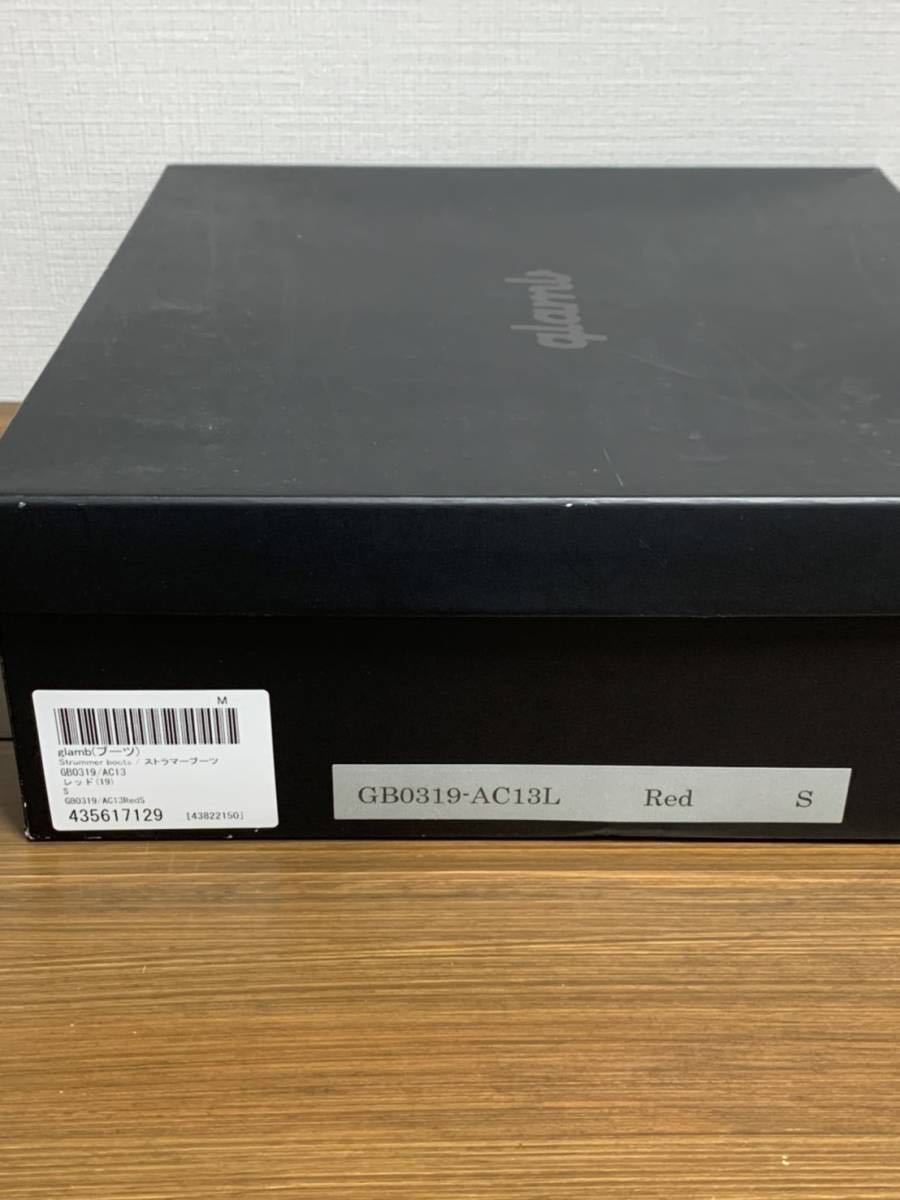 glamb
M
glamb(ブーツ)
Strummer boots / ストラマーブーツ
GB0319/AC13
レッド(19)
S
GB0319/AC13RedS
435617129 [43822150]
GB0319-AC13L Red S